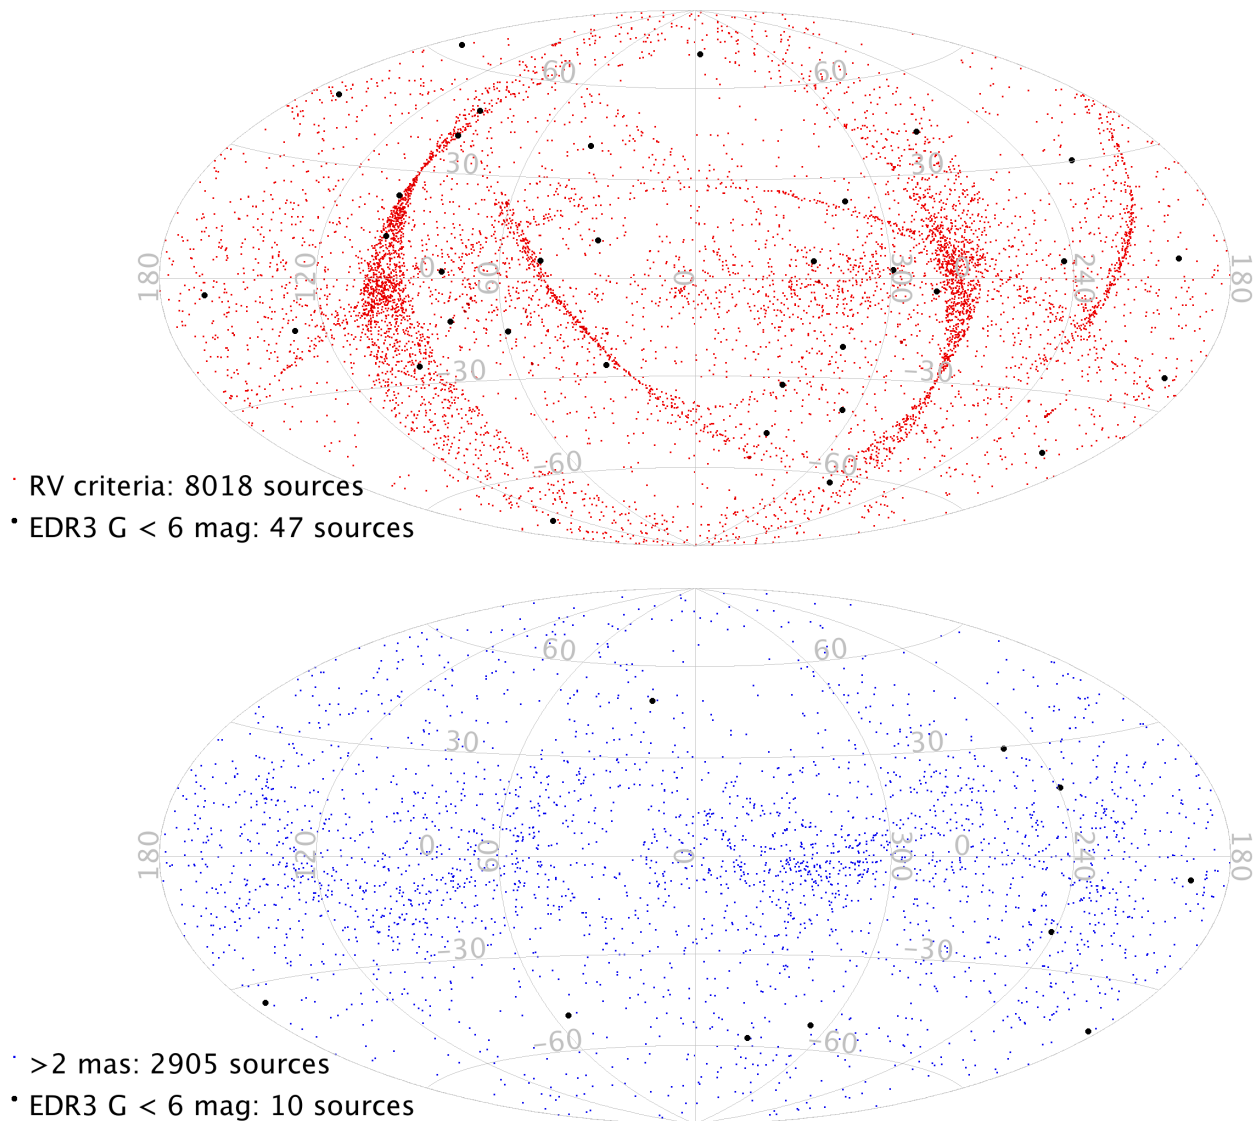 60 60
30 30
180 120 0 60 0 300 0 240 180
-30 -30
-60 -60
RV criteria: 8018 sources
EDR3 G < 6 mag: 47 sources
60 60
30 30
180 120 0 60 0 300 0 240 180
-30 -30
-60 -60
>2 mas: 2905 sources
EDR3 G < 6 mag: 10 sources